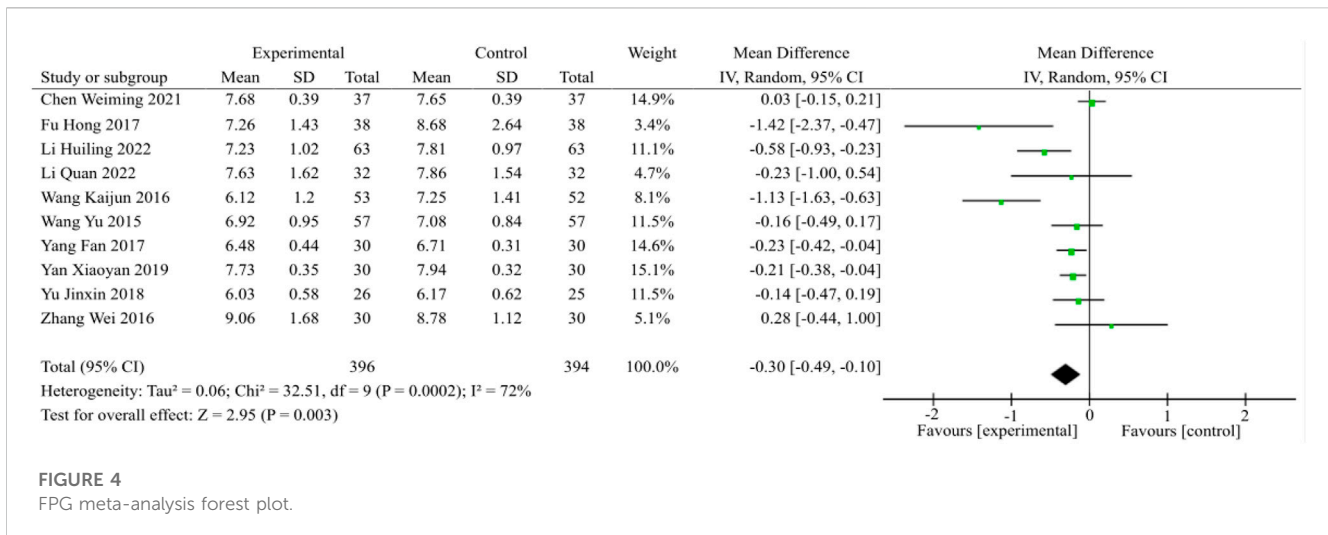 Experimental Control Weight Mean Difference Mean Difference
Study or subgroup Mean SD Total Mean SD Total IV, Random, 95% CI IV, Random, 95% CI
Chen Weiming 2021 7.68 0.39 37 7.65 0.39 37 14.9% 0.03 [-0.15, 0.21]
Fu Hong 2017 7.26 1.43 38 8.68 2.64 38 3.4% -1.42 [-2.37, -0.47]
Li Huiling 2022 7.23 1.02 63 7.81 0.97 63 11.1% -0.58 [-0.93, -0.23]
Li Quan 2022 7.63 1.62 32 7.86 1.54 32 4.7% -0.23 [-1.00, 0.54]
Wang Kaijun 2016 6.12 1.2 53 7.25 1.41 52 8.1% -1.13 [-1.63, -0.63]
Wang Yu 2015 6.92 0.95 57 7.08 0.84 57 11.5% -0.16 [-0.49, 0.17]
Yang Fan 2017 6.48 0.44 30 6.71 0.31 30 14.6% -0.23 [-0.42, -0.04]
Yan Xiaoyan 2019 7.73 0.35 30 7.94 0.32 30 15.1% -0.21 [-0.38, -0.04]
Yu Jinxin 2018 6.03 0.58 26 6.17 0.62 25 11.5% -0.14 [-0.47, 0.19]
Zhang Wei 2016 9.06 1.68 30 8.78 1.12 30 5.1% 0.28 [-0.44, 1.00]
Total (95% CI) 396 394 100.0% -0.30 [-0.49, -0.10]
Heterogeneity: Tau² = 0.06; Chi² = 32.51, df = 9 (P = 0.0002); I² = 72%
Test for overall effect: Z = 2.95 (P = 0.003)
-2 -1 0 1 2
Favours [experimental] Favours [control]
FIGURE 4
FPG meta-analysis forest plot.